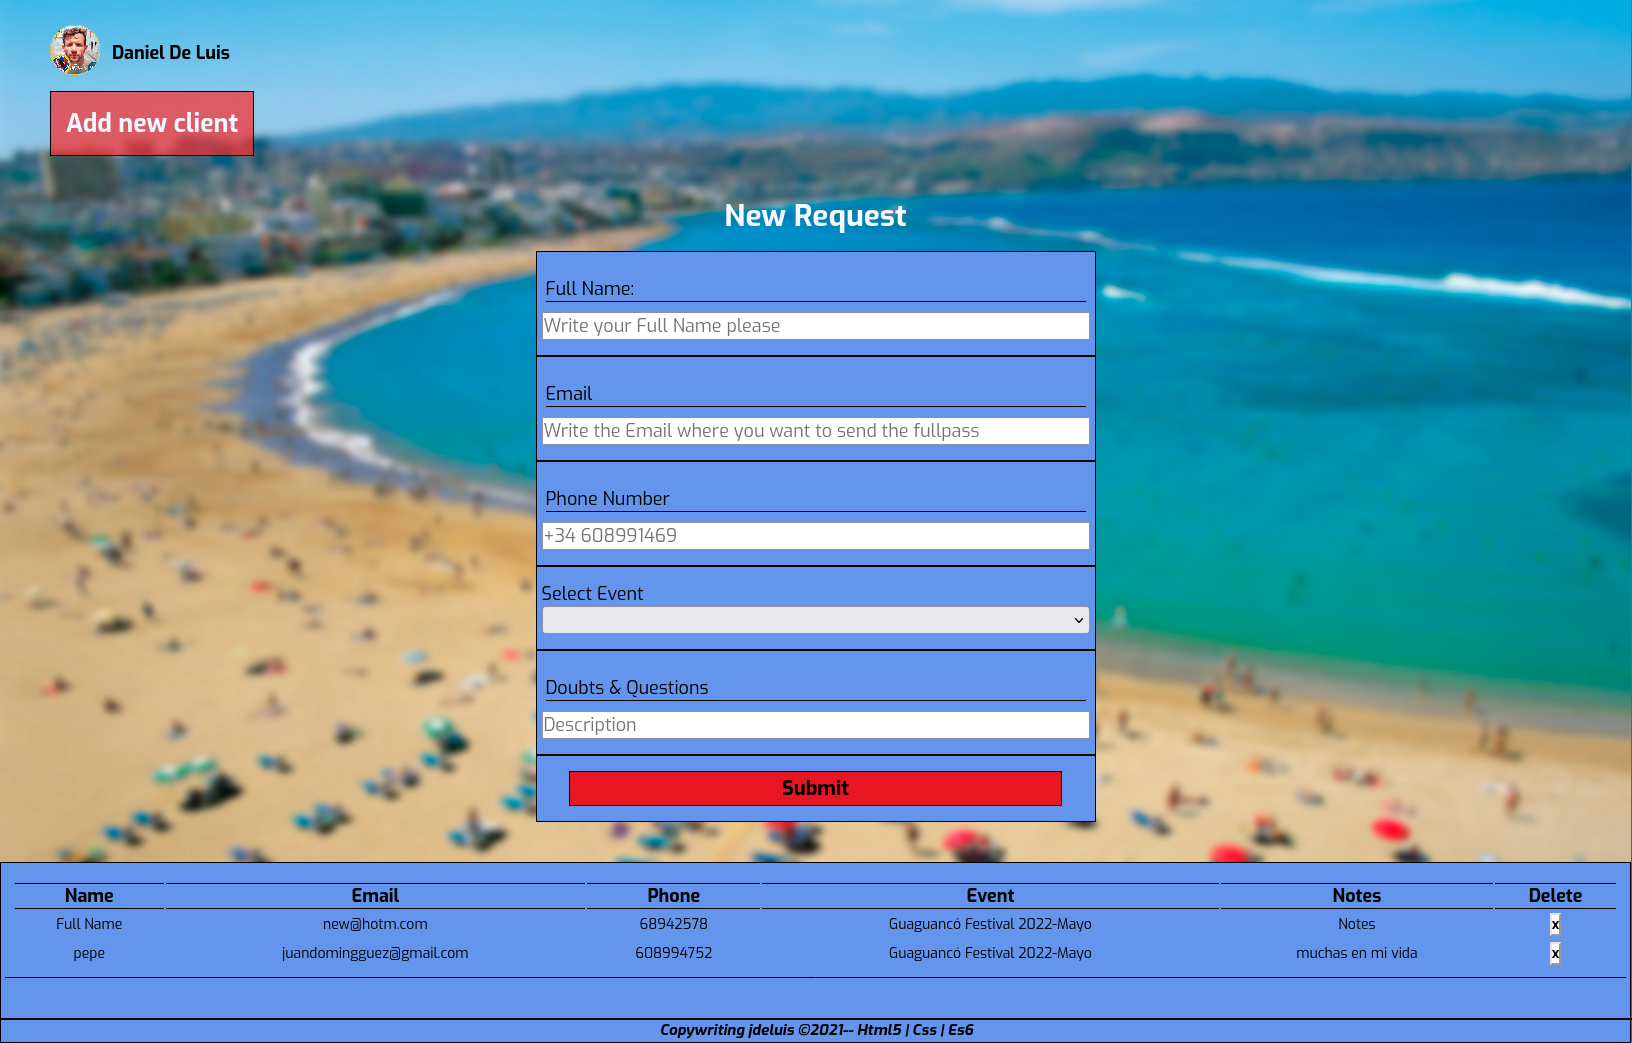 Daniel De Luis
Add new client
New Request
Full Name:
Write your Full Name please
Email
Write the Email where you want to send the fullpass
Phone Number
+34 608991469
Select Event
Doubts & Questions
Description
Submit
Name Email Phone Event Notes Delete
Full Name new@hotm.com 68942578 Guaguancó Festival 2022-Mayo Notes x
pepe juandomingguez@gmail.com 608994752 Guaguancó Festival 2022-Mayo muchas en mi vida x
Copywriting jdeluis ©2021-- Html5 | Css | Es6